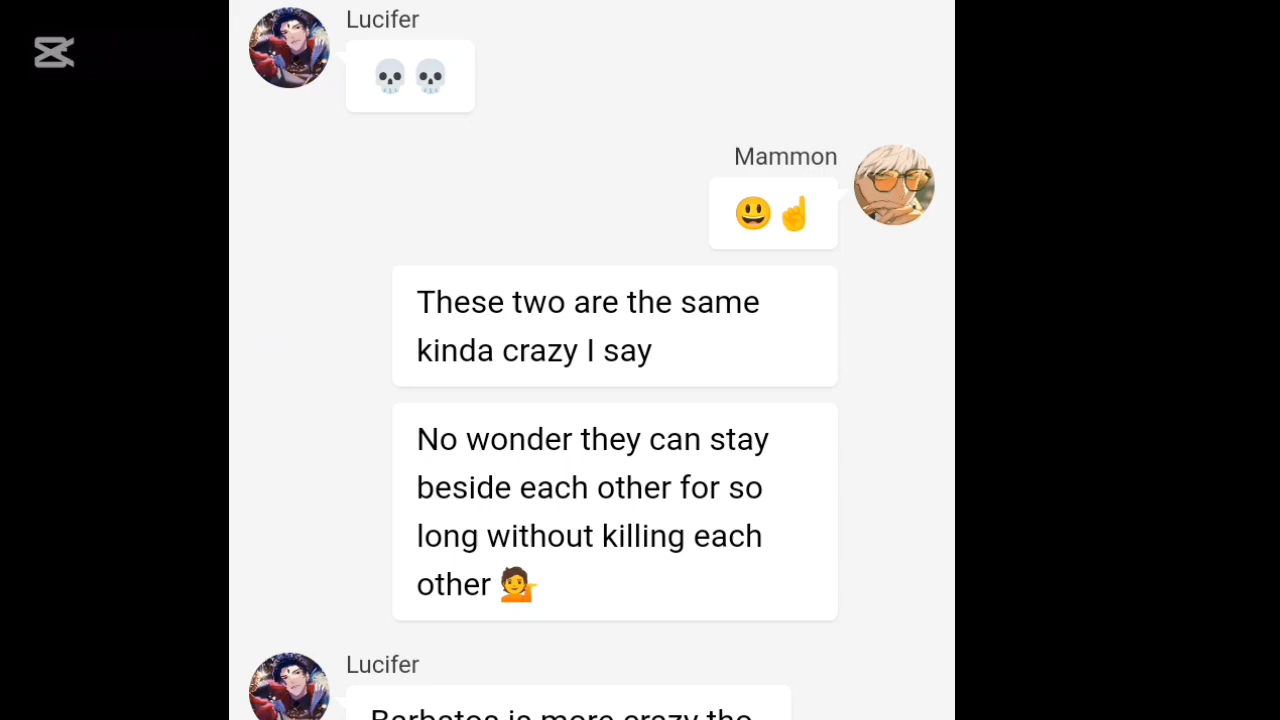 Lucifer
💀💀
Mammon
😃☝️
These two are the same
kinda crazy I say
No wonder they can stay
beside each other for so
long without killing each
other 💁
Lucifer
Barbatos is more crazy tho